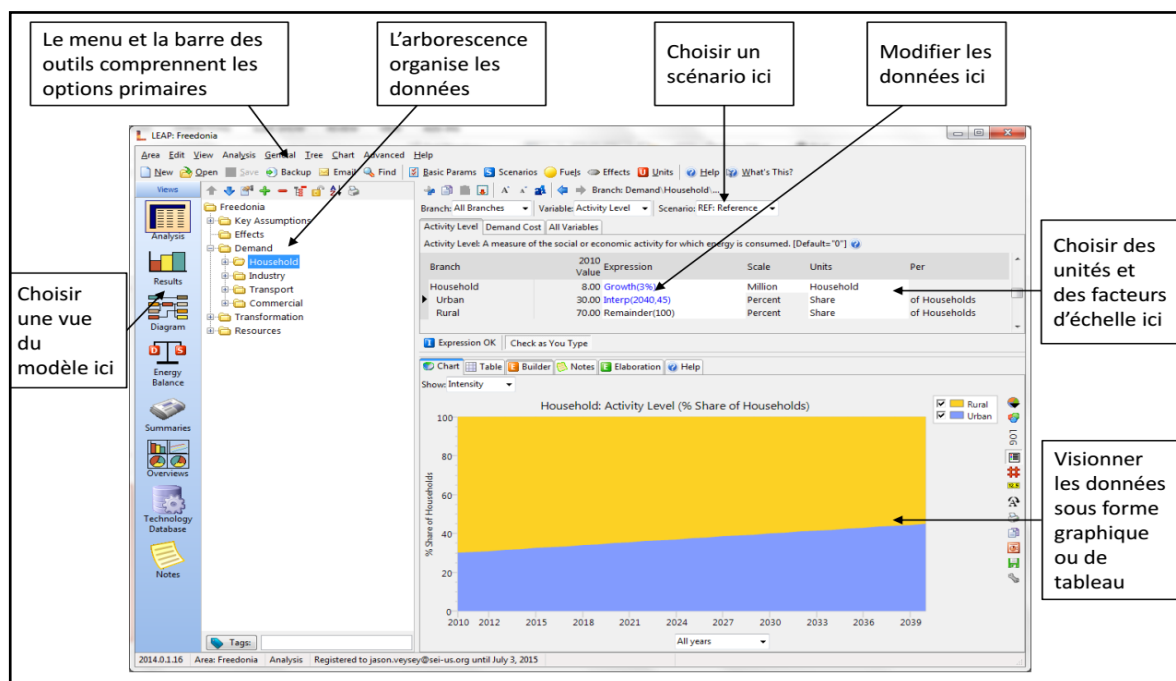 Le menu et la barre des
outils comprennent les
options primaires
L’arborescence
organise les
données
Choisir un
scénario ici
Modifier les
données ici
LEAP: Freedonia
Area Edit View Analysis General Tree Chart Advanced Help
New Open Save Backup Email Find Basic Params Scenarios Fuels Effects Units Help What's This?
Views
Branch: Demand\Household\...
Branch: All Branches Variable: Activity Level Scenario: REF: Reference
Activity Level Demand Cost All Variables
Activity Level: A measure of the social or economic activity for which energy is consumed. [Default="0"]
Branch 2010 Value Expression Scale Units Per
Household 8.00 Growth(3%) Million Household
Urban 30.00 Interp(2040,45) Percent Share of Households
Rural 70.00 Remainder(100) Percent Share of Households
Expression OK Check as You Type
Analysis
Results
Diagram
Energy
Balance
Summaries
Overviews
Technology
Database
Notes
Freedonia
Key Assumptions
Effects
Demand
Household
Industry
Transport
Commercial
Transformation
Resources
Choisir
une vue
du
modèle ici
Choisir des
unités et
des facteurs
d’échelle ici
Chart Table Builder Notes Elaboration Help
Show: Intensity
Household: Activity Level (% Share of Households)
Rural
Urban
LOG
% Share of Households
100
80
60
40
20
0
2010 2012 2015 2018 2021 2024 2027 2030 2033 2036 2039
All years
Visionner
les données
sous forme
graphique
ou de
tableau
Tags:
2014.0.1.16 Area: Freedonia Analysis Registered to jason.veysey@sei-us.org until July 3, 2015